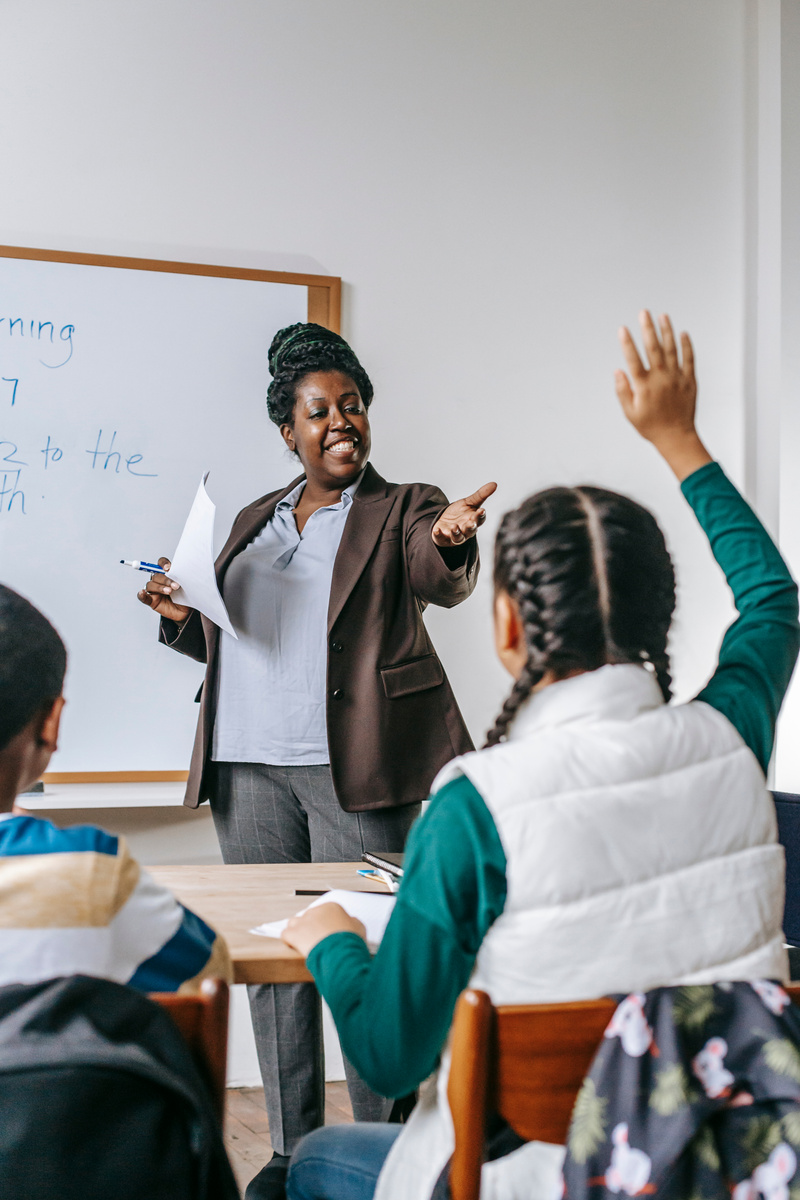 rning
7
2 to the
th.